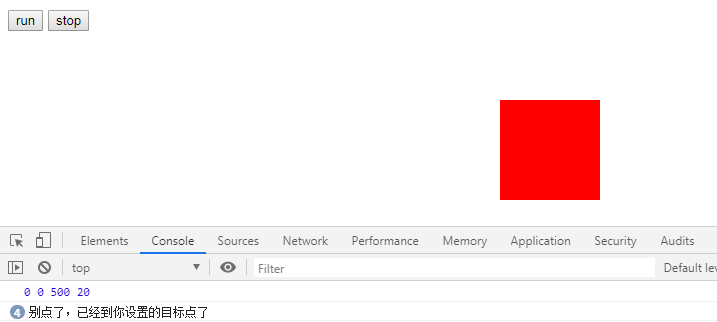 run stop
Elements Console Sources Network Performance Memory Application Security Audits
top Filter Default lev
0 0 500 20
4 别点了，已经到你设置的目标点了